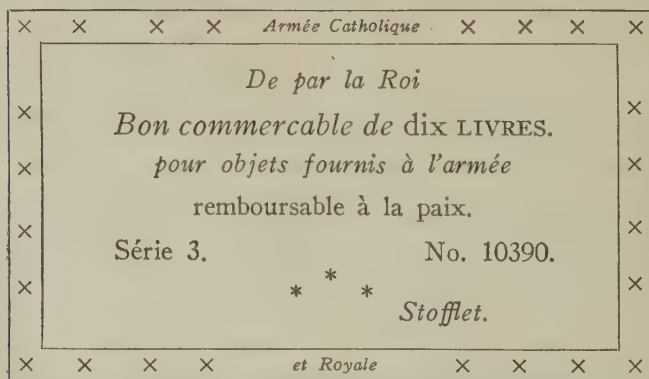 × × × × Armée Catholique × × × ×
De par la Roi
Bon commercable de dix LIVRES.
pour objets fournis à l'armée
remboursable à la paix.
Série 3. No. 10390.
* * *
Stofflet.
× × × × et Royale × × × ×